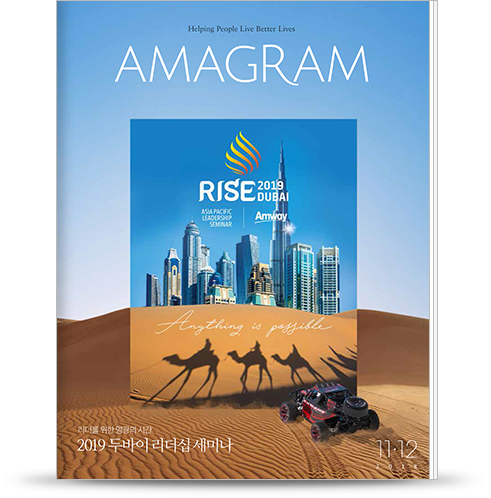 Helping People Live Better Lives
AMAGRAM
RISE 2019 DUBAI
ASIA PACIFIC LEADERSHIP SEMINAR
Amway
Anything is possible
리더를 위한 영광의 시간
2019 두바이 리더십 세미나
11·12